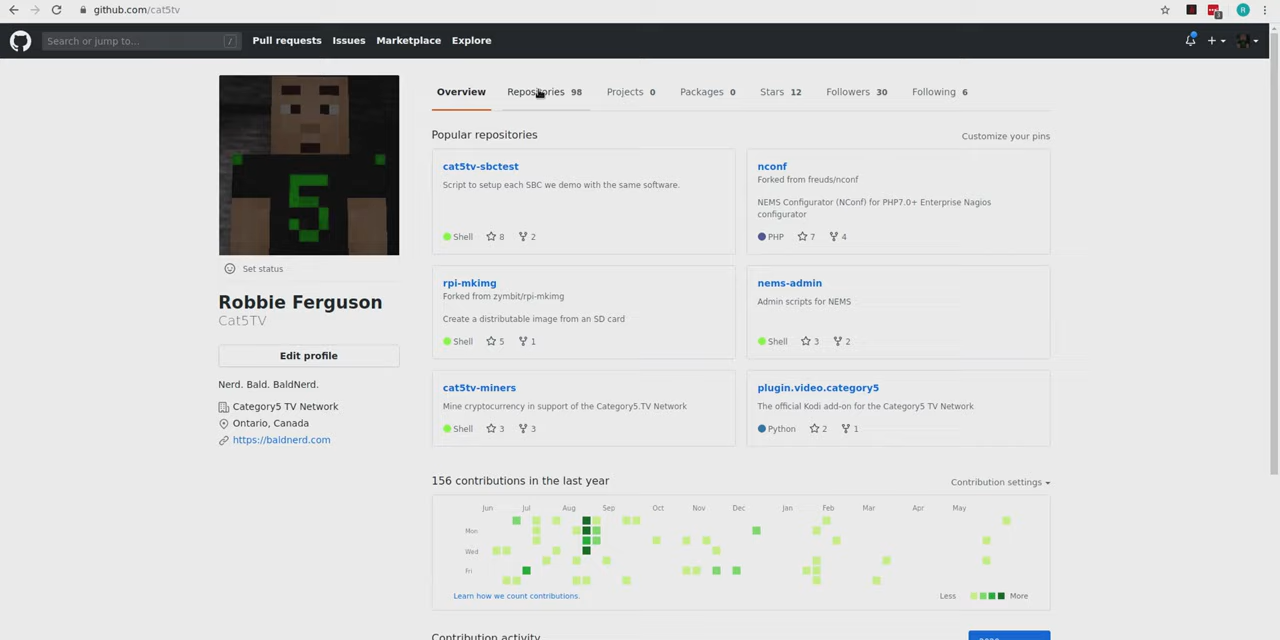 github.com/cat5tv
3
R
Search or jump to...
/
Pull requests
Issues
Marketplace
Explore
Overview
Repositories 98
Projects 0
Packages 0
Stars 12
Followers 30
Following 6
5
Set status
Robbie Ferguson
Cat5TV
Edit profile
Nerd. Bald. BaldNerd.
Category5 TV Network
Ontario, Canada
https://baldnerd.com
Popular repositories
Customize your pins
cat5tv-sbctest
Script to setup each SBC we demo with the same software.
Shell 8 2
nconf
Forked from freuds/nconf
NEMS Configurator (NConf) for PHP7.0+ Enterprise Nagios
configurator
PHP 7 4
rpi-mkimg
Forked from zymbit/rpi-mkimg
Create a distributable image from an SD card
Shell 5 1
nems-admin
Admin scripts for NEMS
Shell 3 2
cat5tv-miners
Mine cryptocurrency in support of the Category5.TV Network
Shell 3 3
plugin.video.category5
The official Kodi add-on for the Category5 TV Network
Python 2 1
156 contributions in the last year
Contribution settings
Jun Jul Aug Sep Oct Nov Dec Jan Feb Mar Apr May
Mon
Wed
Fri
Learn how we count contributions.
Less More
Contribution activity